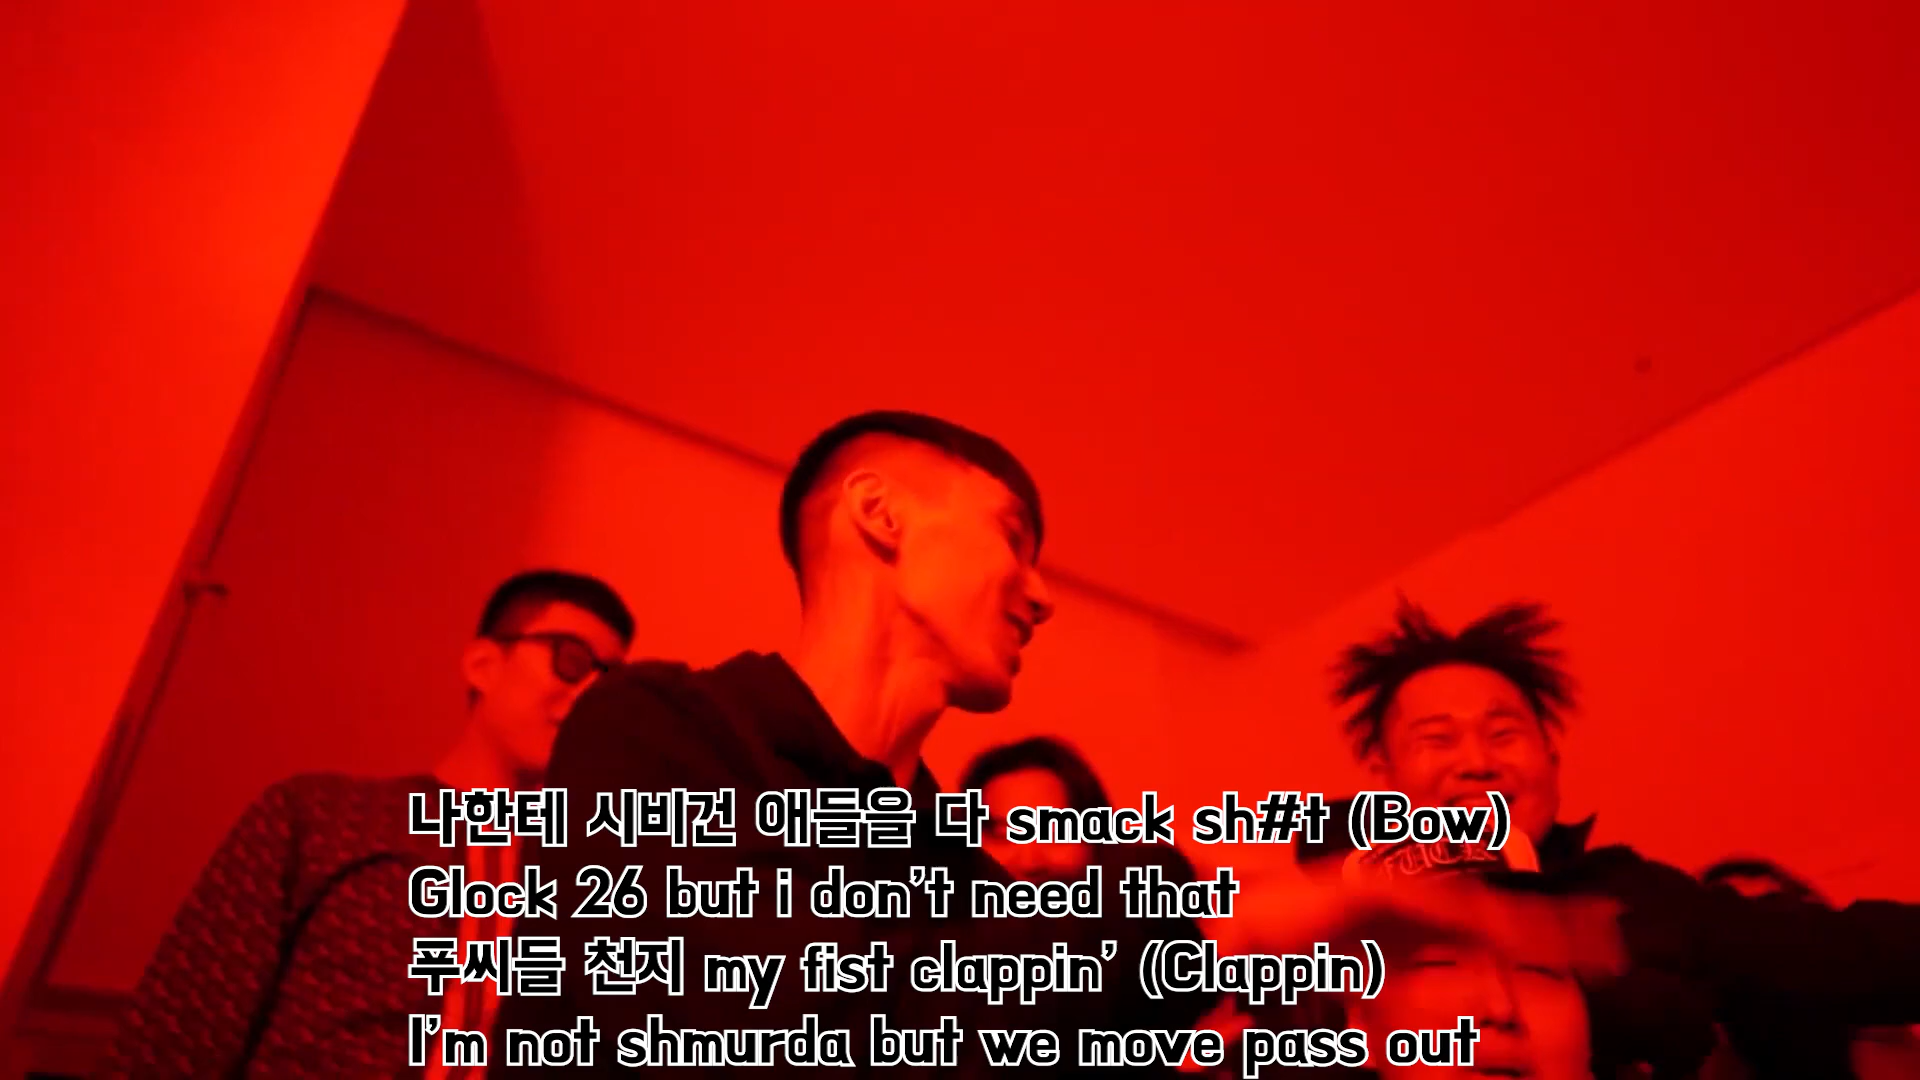 나한테 시비건 애들을 다 smack sh#t (Bow)
Glock 26 but i don't need that
푸씨들 천지 my fist clappin' (Clappin)
I'm not shmurda but we move pass out
FUCK